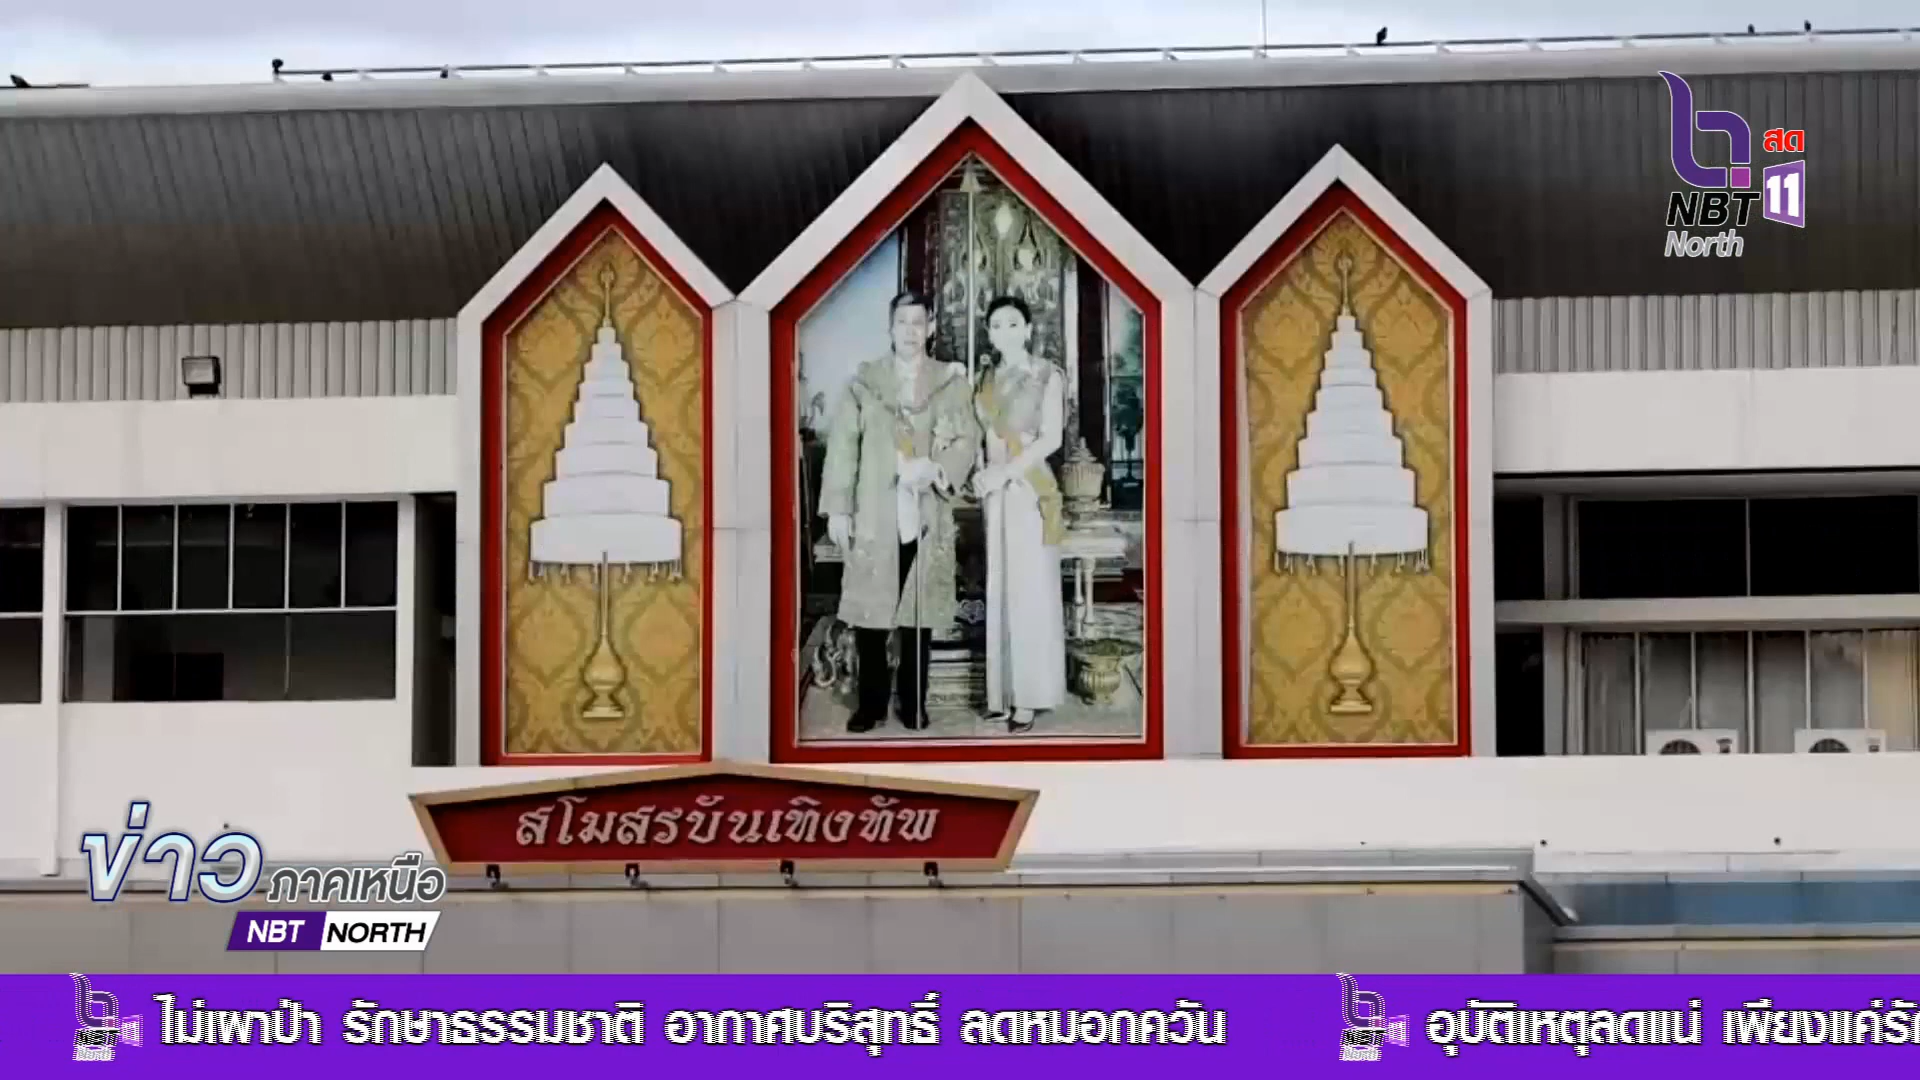 สด
NBT 11
North
สโมสรบันเทิงทัพ
ข่าว ภาคเหนือ
NBT NORTH
NBT North ไม่เผาป่า รักษาธรรมชาติ อากาศบริสุทธิ์ ลดหมอกควัน NBT North อุบัติเหตุลดแน่ เพียงแค่